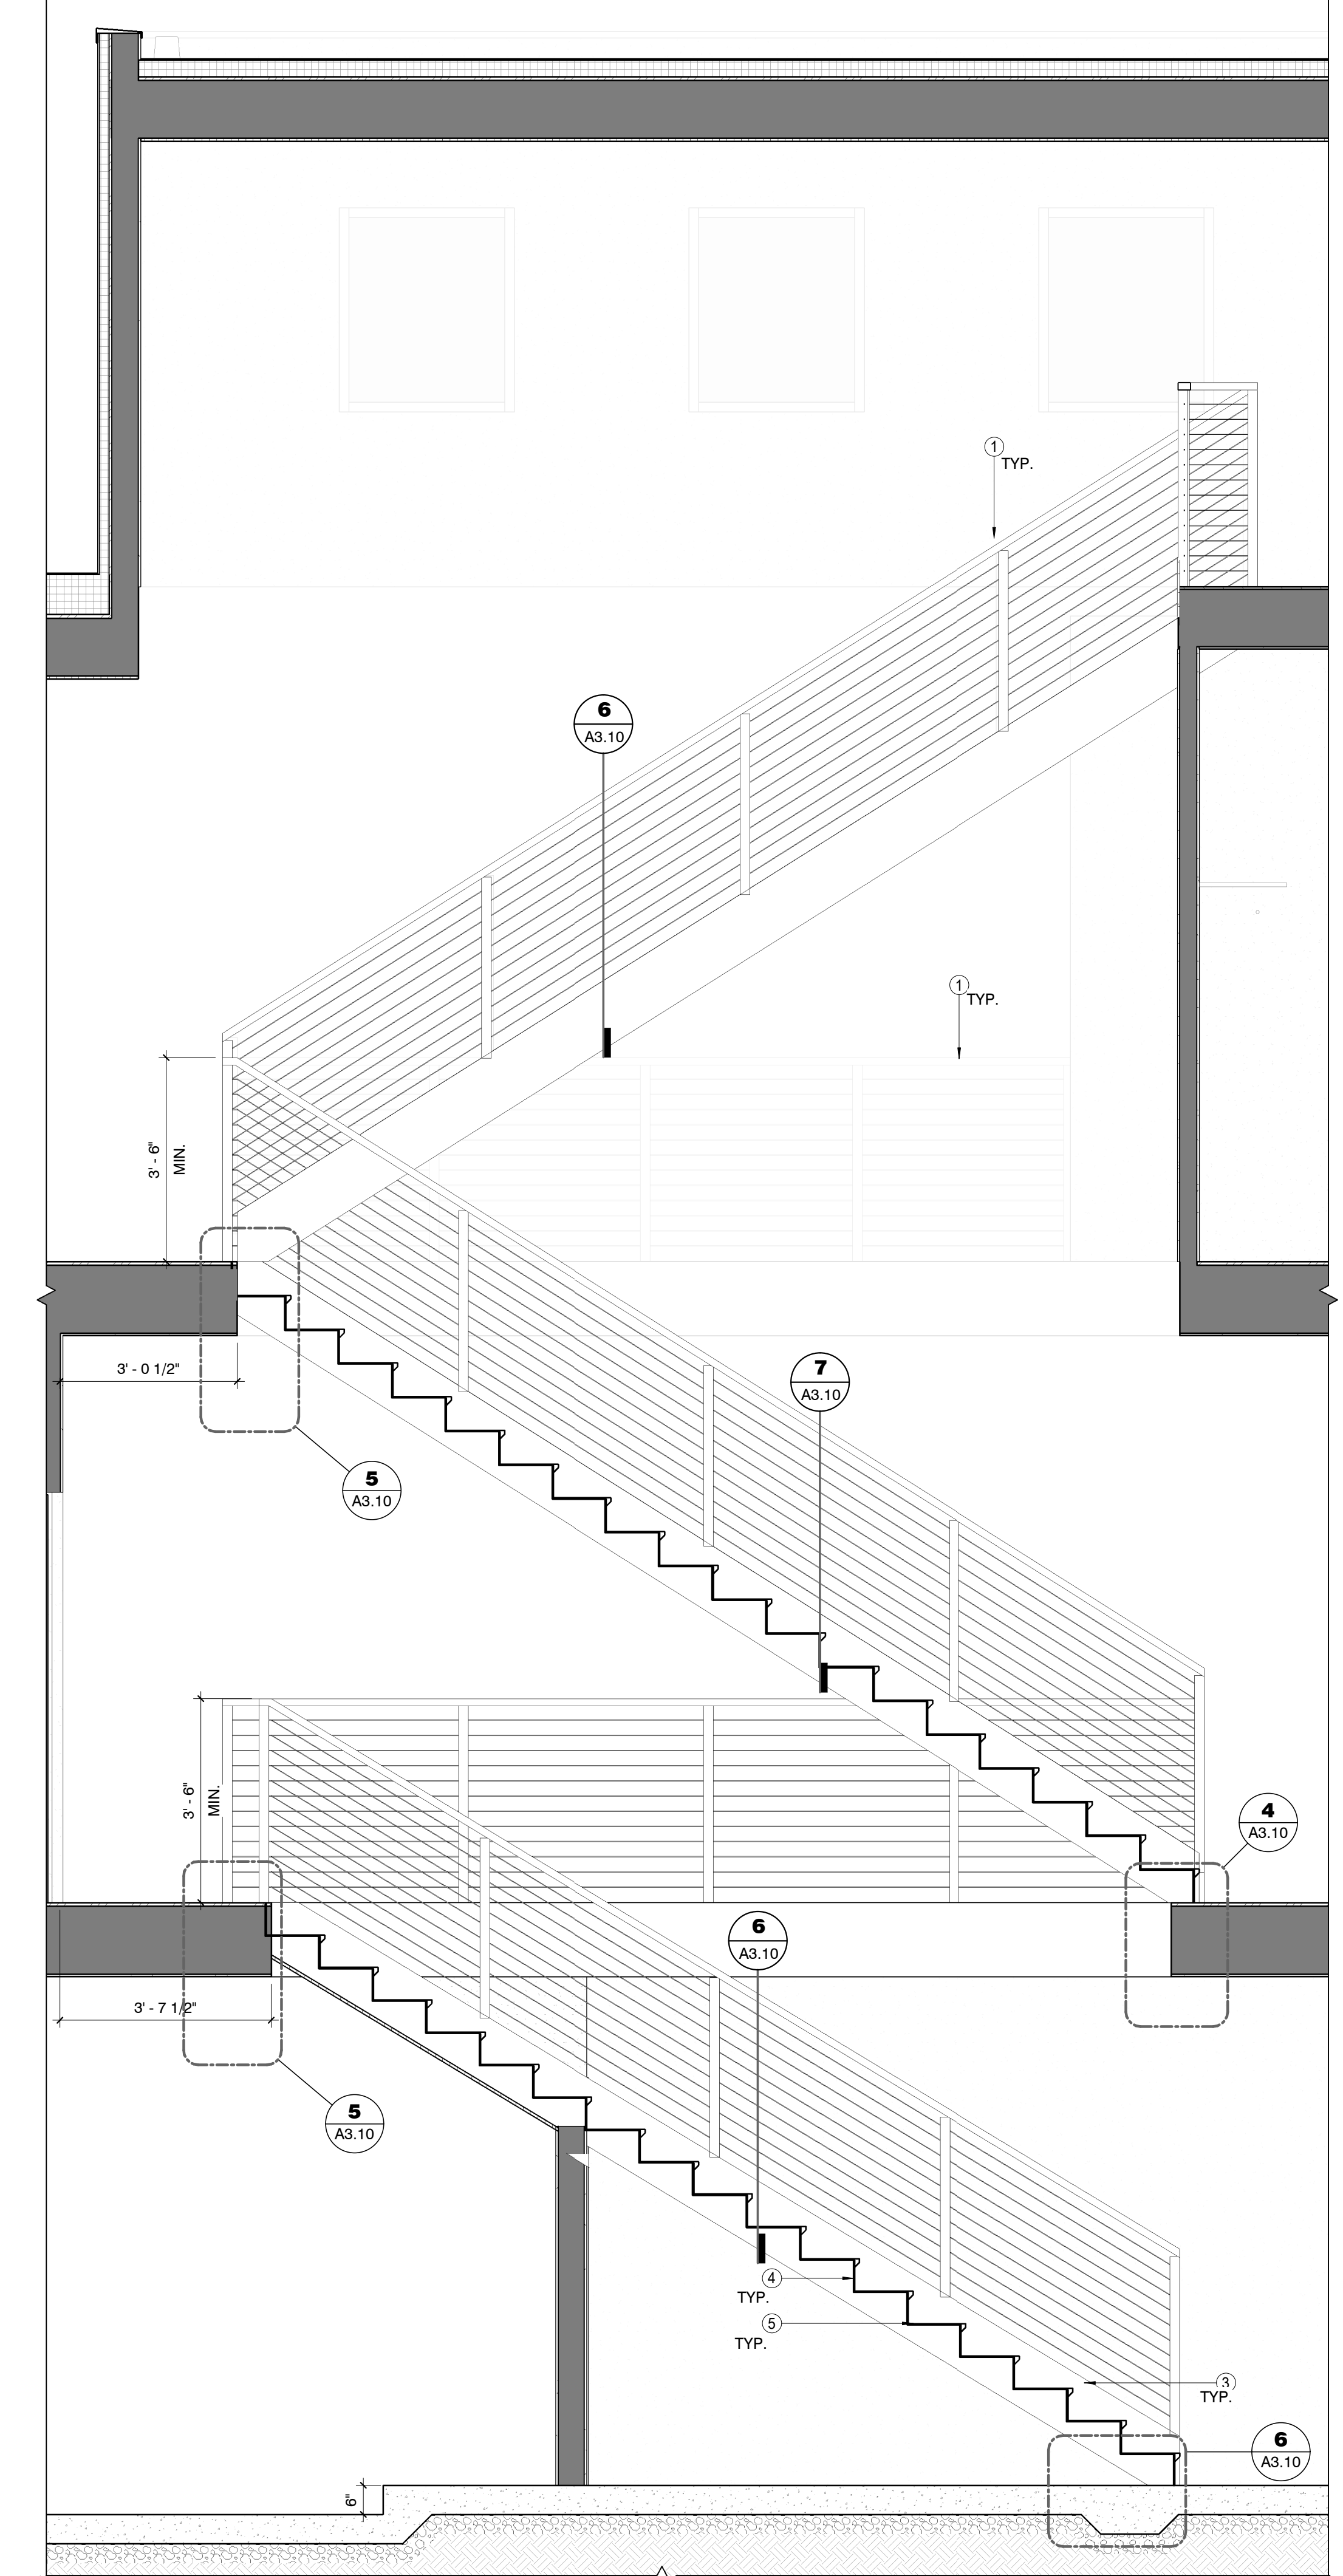 1
TYP.
6
A3.10
1
TYP.
3' - 6"
MIN.
3' - 0 1/2"
7
A3.10
5
A3.10
3' - 6"
MIN.
4
A3.10
6
A3.10
3' - 7 1/2"
5
A3.10
4
TYP.
5
TYP.
3
TYP.
6
A3.10
6"